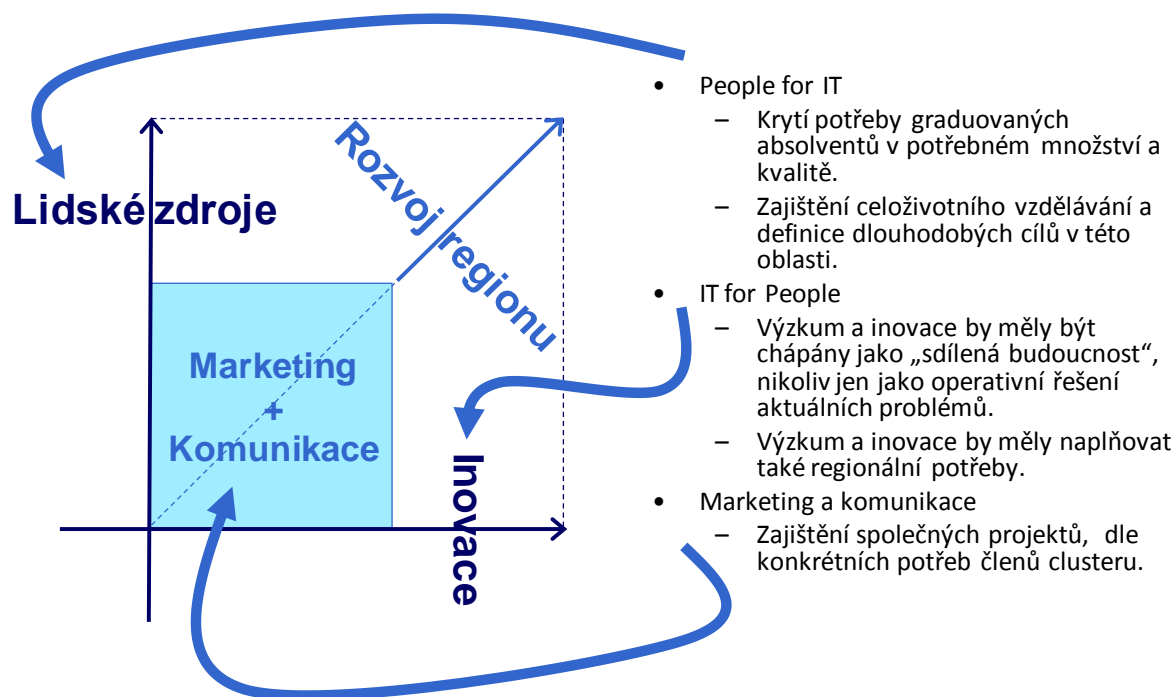 Lidské zdroje
Rozvoj regionu
Marketing
+
Komunikace
Inovace
• People for IT
– Krytí potřeby graduovaných
absolventů v potřebném množství a
kvalitě.
– Zajištění celoživotního vzdělávání a
definice dlouhodobých cílů v této
oblasti.
• IT for People
– Výzkum a inovace by měly být
chápány jako „sdílená budoucnost“,
nikoliv jen jako operativní řešení
aktuálních problémů.
– Výzkum a inovace by měly naplňovat
také regionální potřeby.
• Marketing a komunikace
– Zajištění společných projektů, dle
konkrétních potřeb členů clusteru.